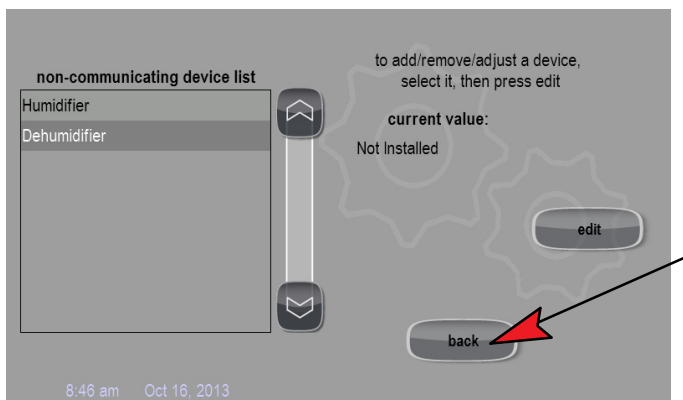 non-communicating device list
Humidifier
Dehumidifier
to add/remove/adjust a device,
select it, then press edit
current value:
Not Installed
edit
back
8:46 am Oct 16, 2013